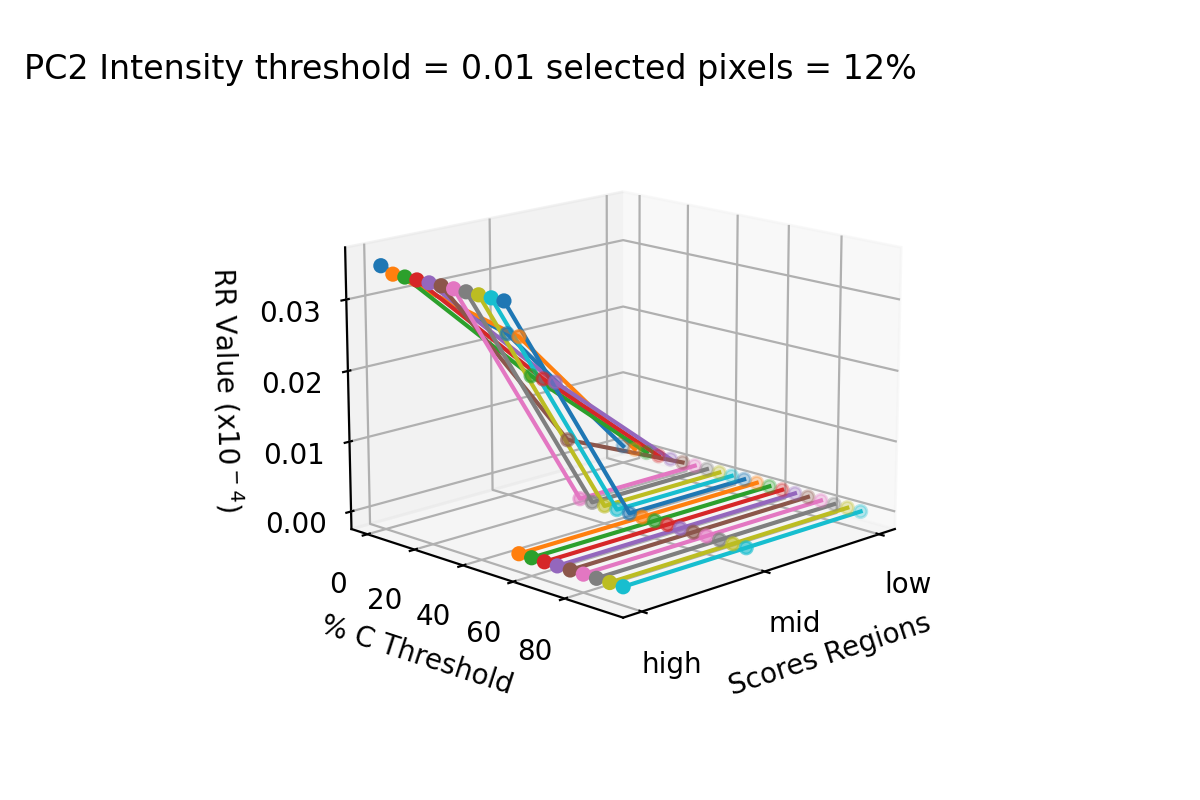 PC2 Intensity threshold = 0.01 selected pixels = 12%
RR Value (x10⁻⁴)
0.03
0.02
0.01
0.00
0
20
40
60
80
% C Threshold
high
mid
low
Scores Regions